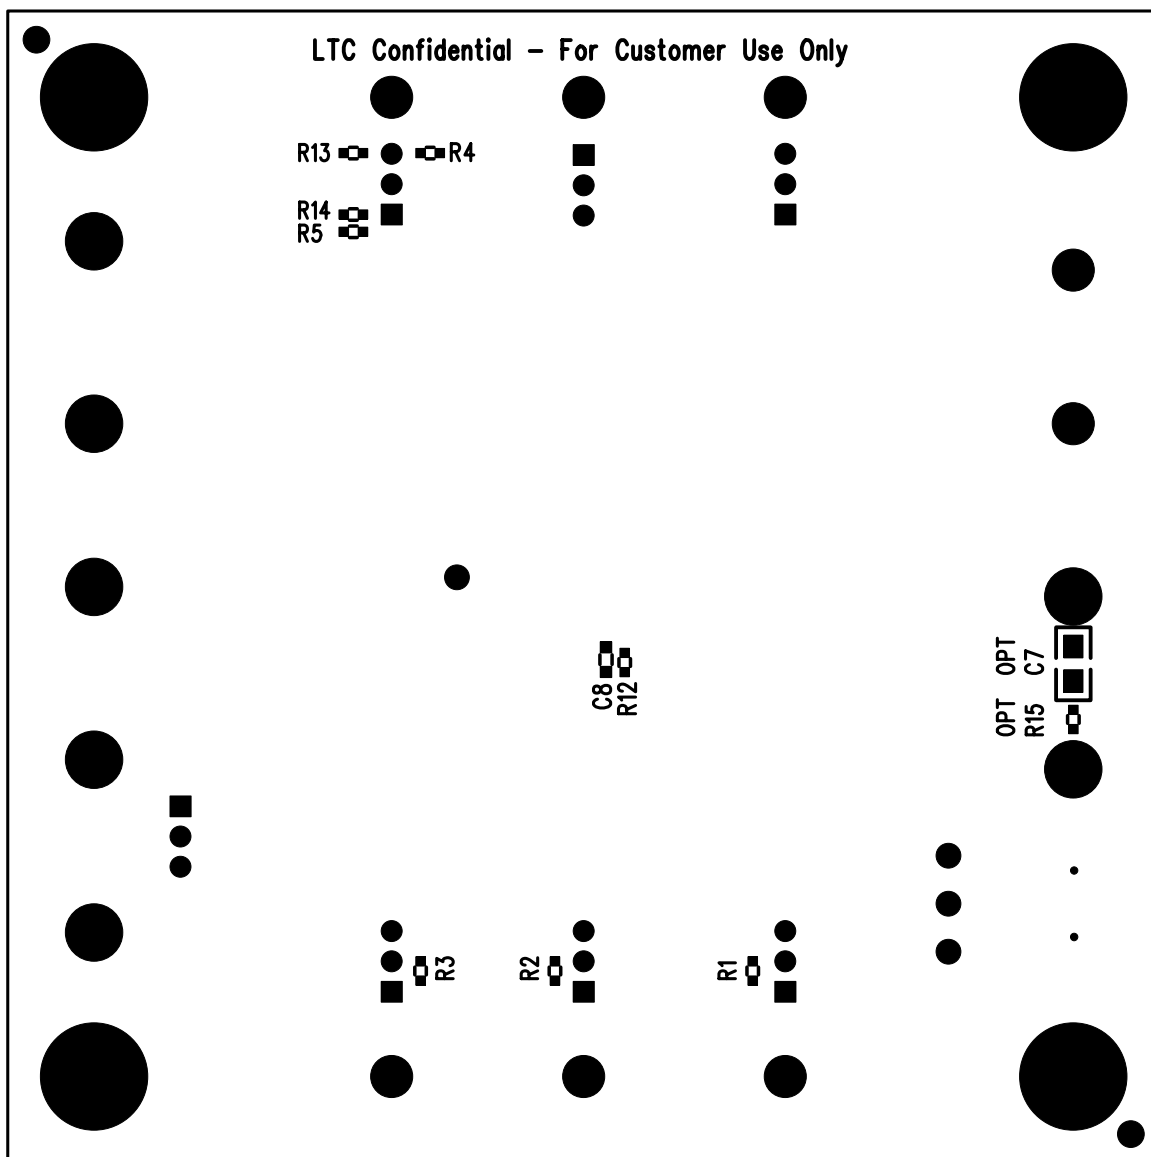 LTC Confidential - For Customer Use Only
R13
R4
R14
R5
OPT
C7
C8
R12
OPT
R15
R3
R2
R1